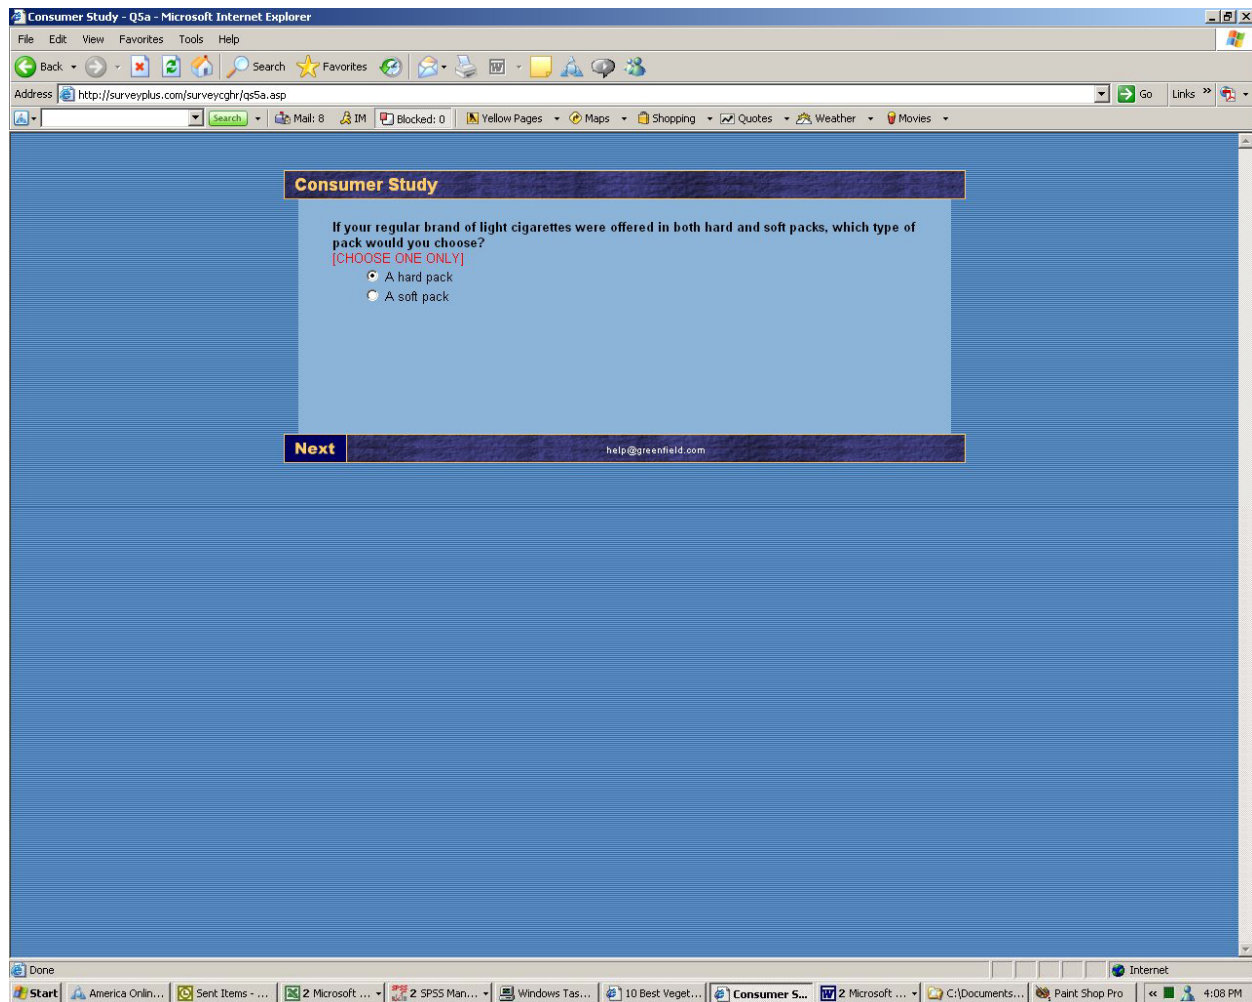 Consumer Study - Q5a - Microsoft Internet Explorer
File Edit View Favorites Tools Help
Back Search Favorites
Address http://surveyplus.com/surveycghr/qs5a.asp Go Links »
Search Mail: 8 IM Blocked: 0 Yellow Pages Maps Shopping Quotes Weather Movies
Consumer Study
If your regular brand of light cigarettes were offered in both hard and soft packs, which type of
pack would you choose?
[CHOOSE ONE ONLY]
A hard pack
A soft pack
Next help@greenfield.com
Done Internet
Start America Onlin... Sent Items - ... 2 Microsoft ... 2 SPSS Man... Windows Tas... 10 Best Veget... Consumer S... 2 Microsoft ... C:\Documents... Paint Shop Pro « 4:08 PM